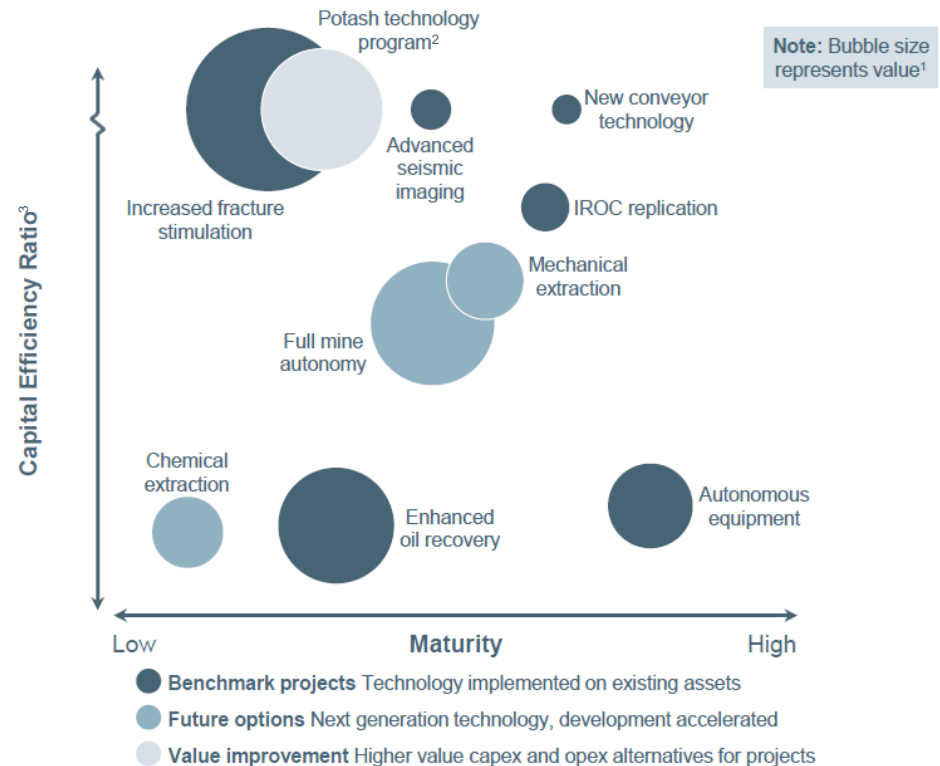 Potash technology
program²
Note: Bubble size
represents value¹
New conveyor
technology
Advanced
seismic
imaging
Increased fracture
stimulation
IROC replication
Mechanical
extraction
Full mine
autonomy
Capital Efficiency Ratio³
Chemical
extraction
Enhanced
oil recovery
Autonomous
equipment
Low
Maturity
High
Benchmark projects Technology implemented on existing assets
Future options Next generation technology, development accelerated
Value improvement Higher value capex and opex alternatives for projects